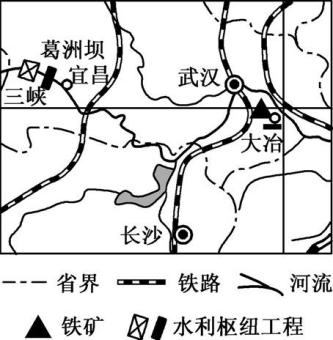 葛洲坝
宜昌
三峡
武汉
大冶
长沙
省界 铁路 河流
铁矿 水利枢纽工程